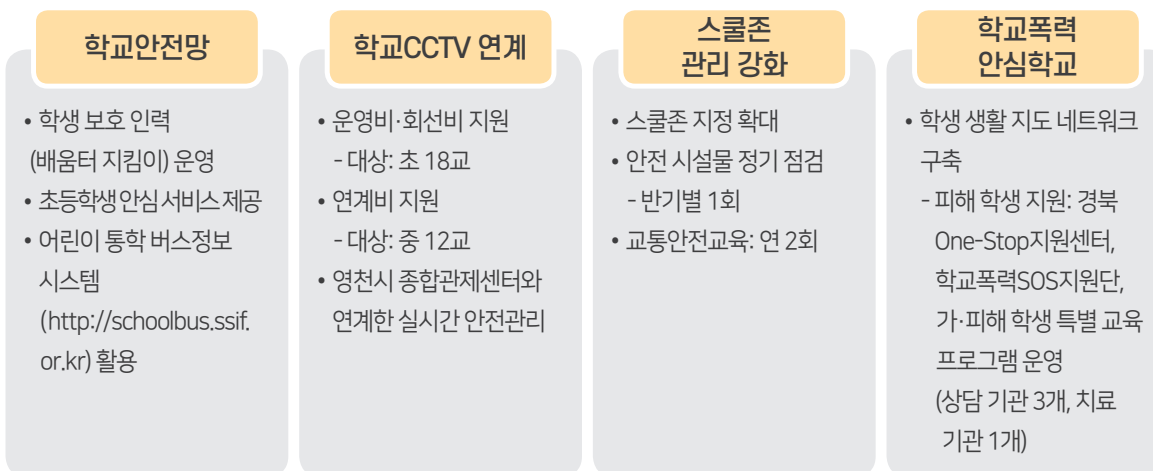 학교안전망
• 학생 보호 인력
(배움터 지킴이) 운영
• 초등학생 안심 서비스 제공
• 어린이 통학 버스정보
시스템
(http://schoolbus.ssif.
or.kr) 활용
학교CCTV 연계
• 운영비·회선비 지원
- 대상: 초 18교
• 연계비 지원
- 대상: 중 12교
• 영천시 종합관제센터와
연계한 실시간 안전관리
스쿨존
관리 강화
• 스쿨존 지정 확대
• 안전 시설물 정기 점검
- 반기별 1회
• 교통안전교육: 연 2회
학교폭력
안심학교
• 학생 생활 지도 네트워크
구축
- 피해 학생 지원: 경북
One-Stop지원센터,
학교폭력SOS지원단,
가·피해 학생 특별 교육
프로그램 운영
(상담 기관 3개, 치료
기관 1개)